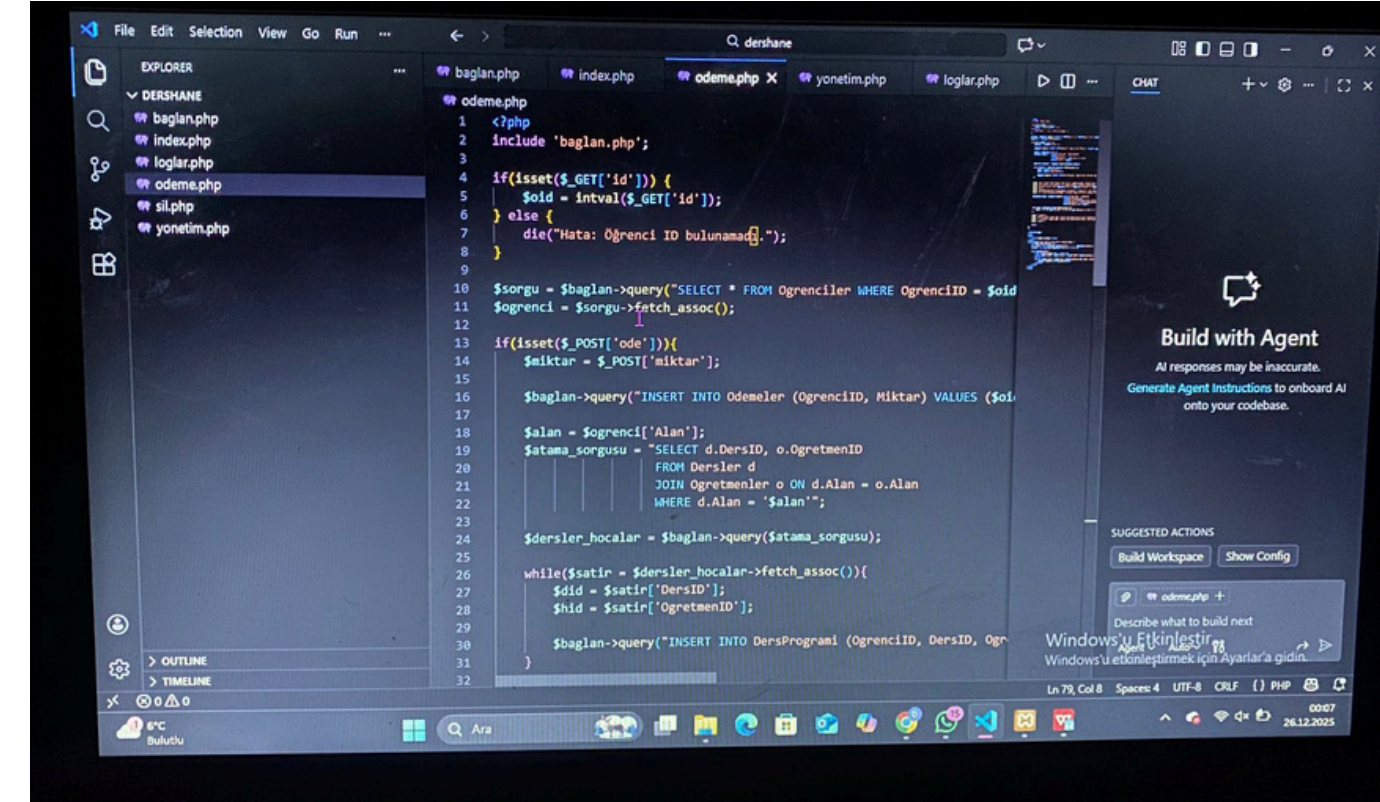 File Edit Selection View Go Run ...
dershane
EXPLORER
DERSHANE
baglan.php
index.php
loglar.php
odeme.php
sil.php
yonetim.php
OUTLINE
TIMELINE
baglan.php index.php odeme.php yonetim.php loglar.php
odeme.php
1 <?php
2 include 'baglan.php';
3
4 if(isset($_GET['id'])) {
5 $oid = intval($_GET['id']);
6 } else {
7 die("Hata: Öğrenci ID bulunamadı.");
8 }
9
10 $sorgu = $baglan->query("SELECT * FROM Ogrenciler WHERE OgrenciID = $oid
11 $ogrenci = $sorgu->fetch_assoc();
12
13 if(isset($_POST['ode'])){
14 $miktar = $_POST['miktar'];
15
16 $baglan->query("INSERT INTO Odemeler (OgrenciID, Miktar) VALUES ($oi
17
18 $alan = $ogrenci['Alan'];
19 $atama_sorgusu = "SELECT d.DersID, o.OgretmenID
20 FROM Dersler d
21 JOIN Ogretmenler o ON d.Alan = o.Alan
22 WHERE d.Alan = '$alan'";
23
24 $dersler_hocalar = $baglan->query($atama_sorgusu);
25
26 while($satir = $dersler_hocalar->fetch_assoc()){
27 $did = $satir['DersID'];
28 $hid = $satir['OgretmenID'];
29
30 $baglan->query("INSERT INTO DersProgrami (OgrenciID, DersID, Ogr
31 }
32
CHAT
Build with Agent
AI responses may be inaccurate.
Generate Agent Instructions to onboard AI
onto your codebase.
SUGGESTED ACTIONS
Build Workspace Show Config
odeme.php
Describe what to build next
Agent Auto
Windows'u Etkinleştir
Windows'u etkinleştirmek için Ayarlar'a gidin.
0 0
Ln 79, Col 8 Spaces: 4 UTF-8 CRLF {} PHP
1
6°C
Bulutlu
Ara
15
00:07
26.12.2025